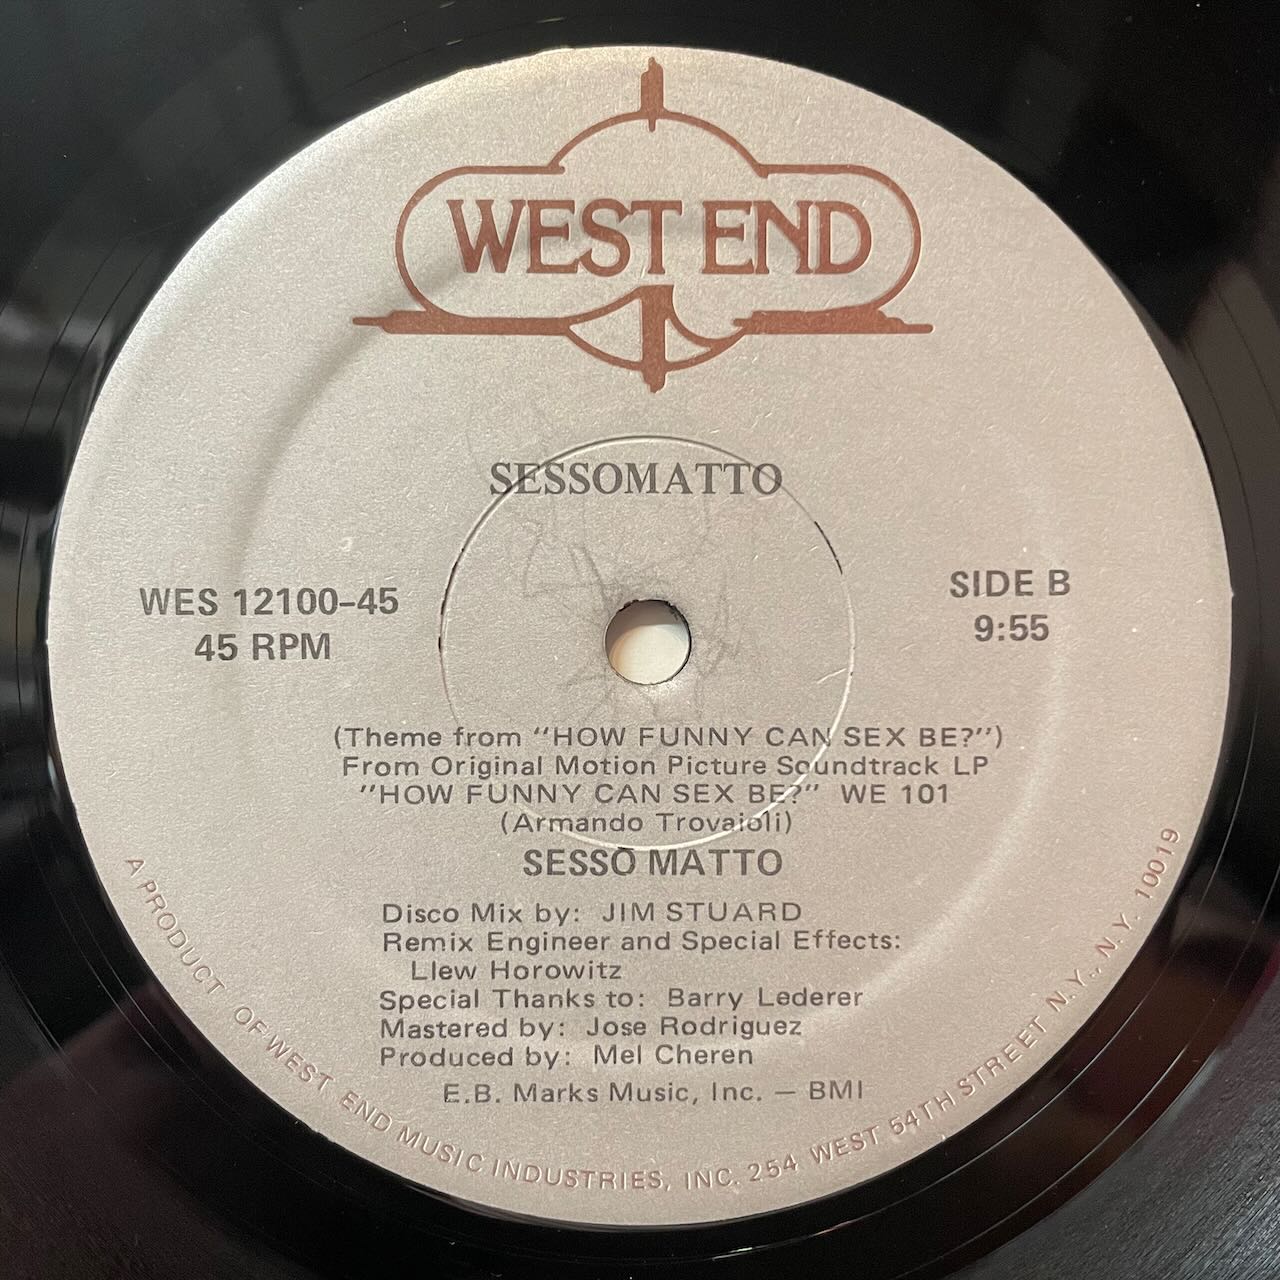 WEST END
SESSOMATTO
WES 12100-45
45 RPM
SIDE B
9:55
(Theme from "HOW FUNNY CAN SEX BE?")
From Original Motion Picture Soundtrack LP
"HOW FUNNY CAN SEX BE?" WE 101
(Armando Trovaioli)
SESSO MATTO
Disco Mix by: JIM STUARD
Remix Engineer and Special Effects:
Llew Horowitz
Special Thanks to: Barry Lederer
Mastered by: Jose Rodriguez
Produced by: Mel Cheren
E.B. Marks Music, Inc. — BMI
A PRODUCT OF WEST END MUSIC INDUSTRIES, INC. 254 WEST 54TH STREET N.Y., N.Y. 10019